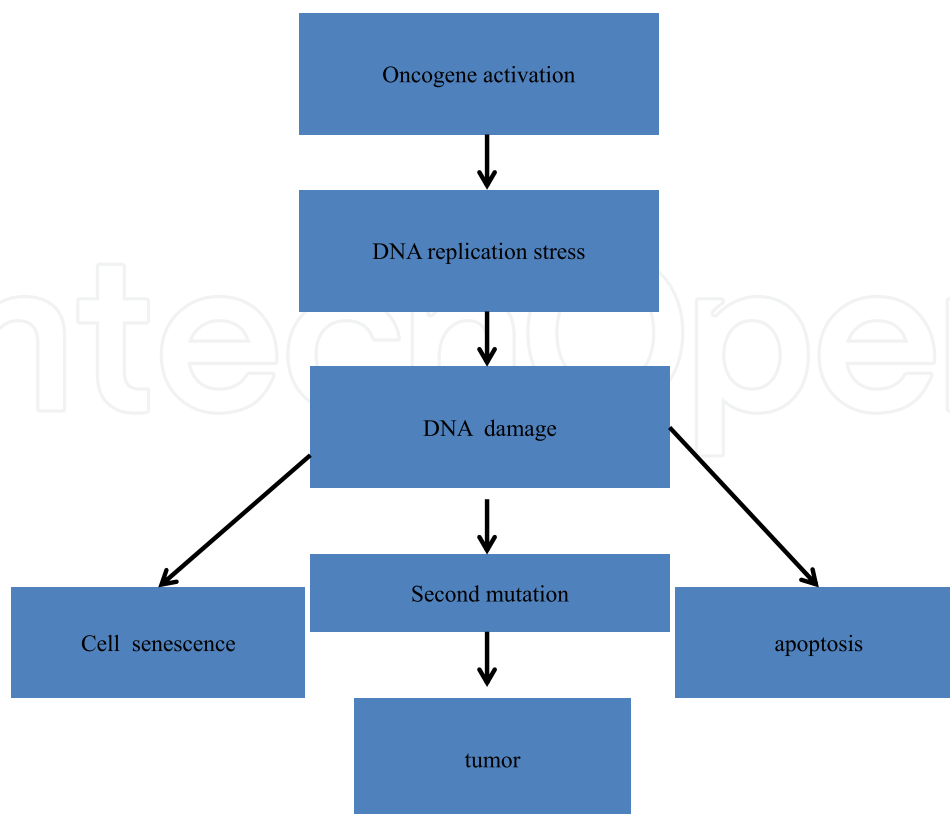 Oncogene activation
DNA replication stress
DNA damage
Second mutation
Cell senescence
apoptosis
tumor